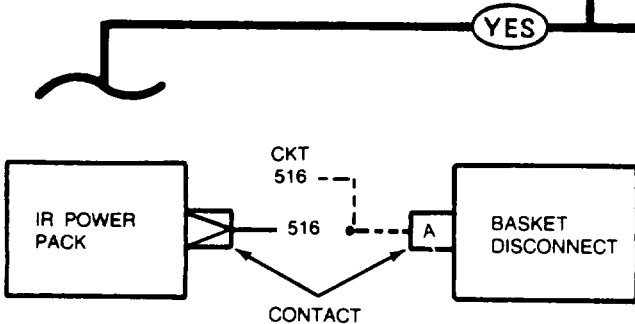 YES
CKT
516
IR POWER
PACK
516
A
BASKET
DISCONNECT
CONTACT